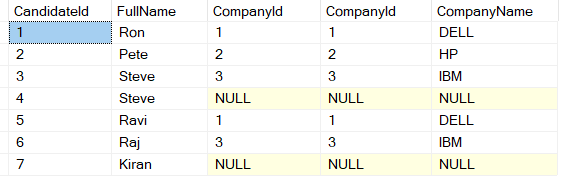 CandidateId FullName CompanyId CompanyId CompanyName
1 Ron 1 1 DELL
2 Pete 2 2 HP
3 Steve 3 3 IBM
4 Steve NULL NULL NULL
5 Ravi 1 1 DELL
6 Raj 3 3 IBM
7 Kiran NULL NULL NULL